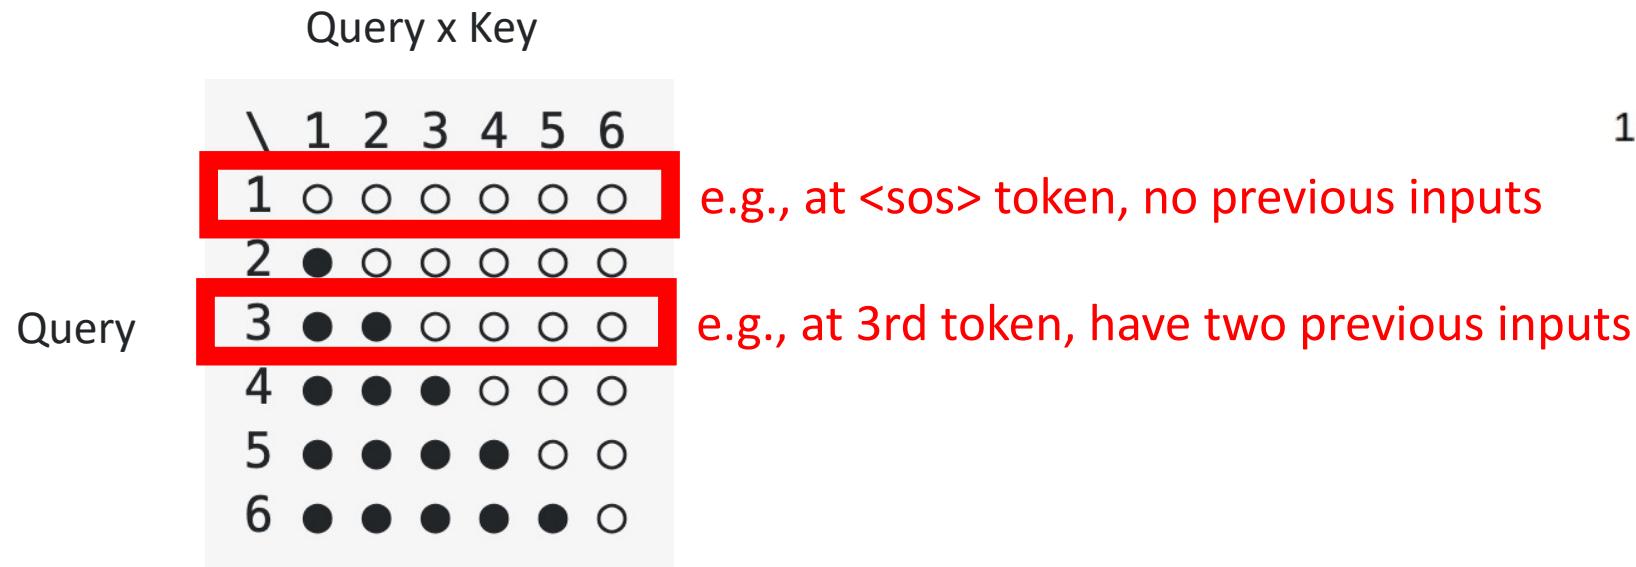 Query x Key
\ 1 2 3 4 5 6
1
1 ○ ○ ○ ○ ○ ○
e.g., at <sos> token, no previous inputs
2 ● ○ ○ ○ ○ ○
Query
3 ● ● ○ ○ ○ ○
e.g., at 3rd token, have two previous inputs
4 ● ● ● ○ ○ ○
5 ● ● ● ● ○ ○
6 ● ● ● ● ● ○